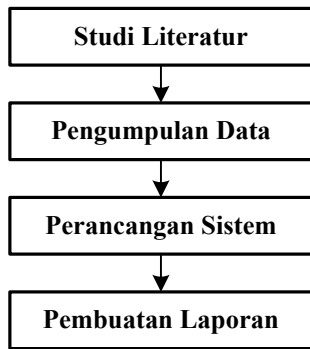 Studi Literatur
Pengumpulan Data
Perancangan Sistem
Pembuatan Laporan